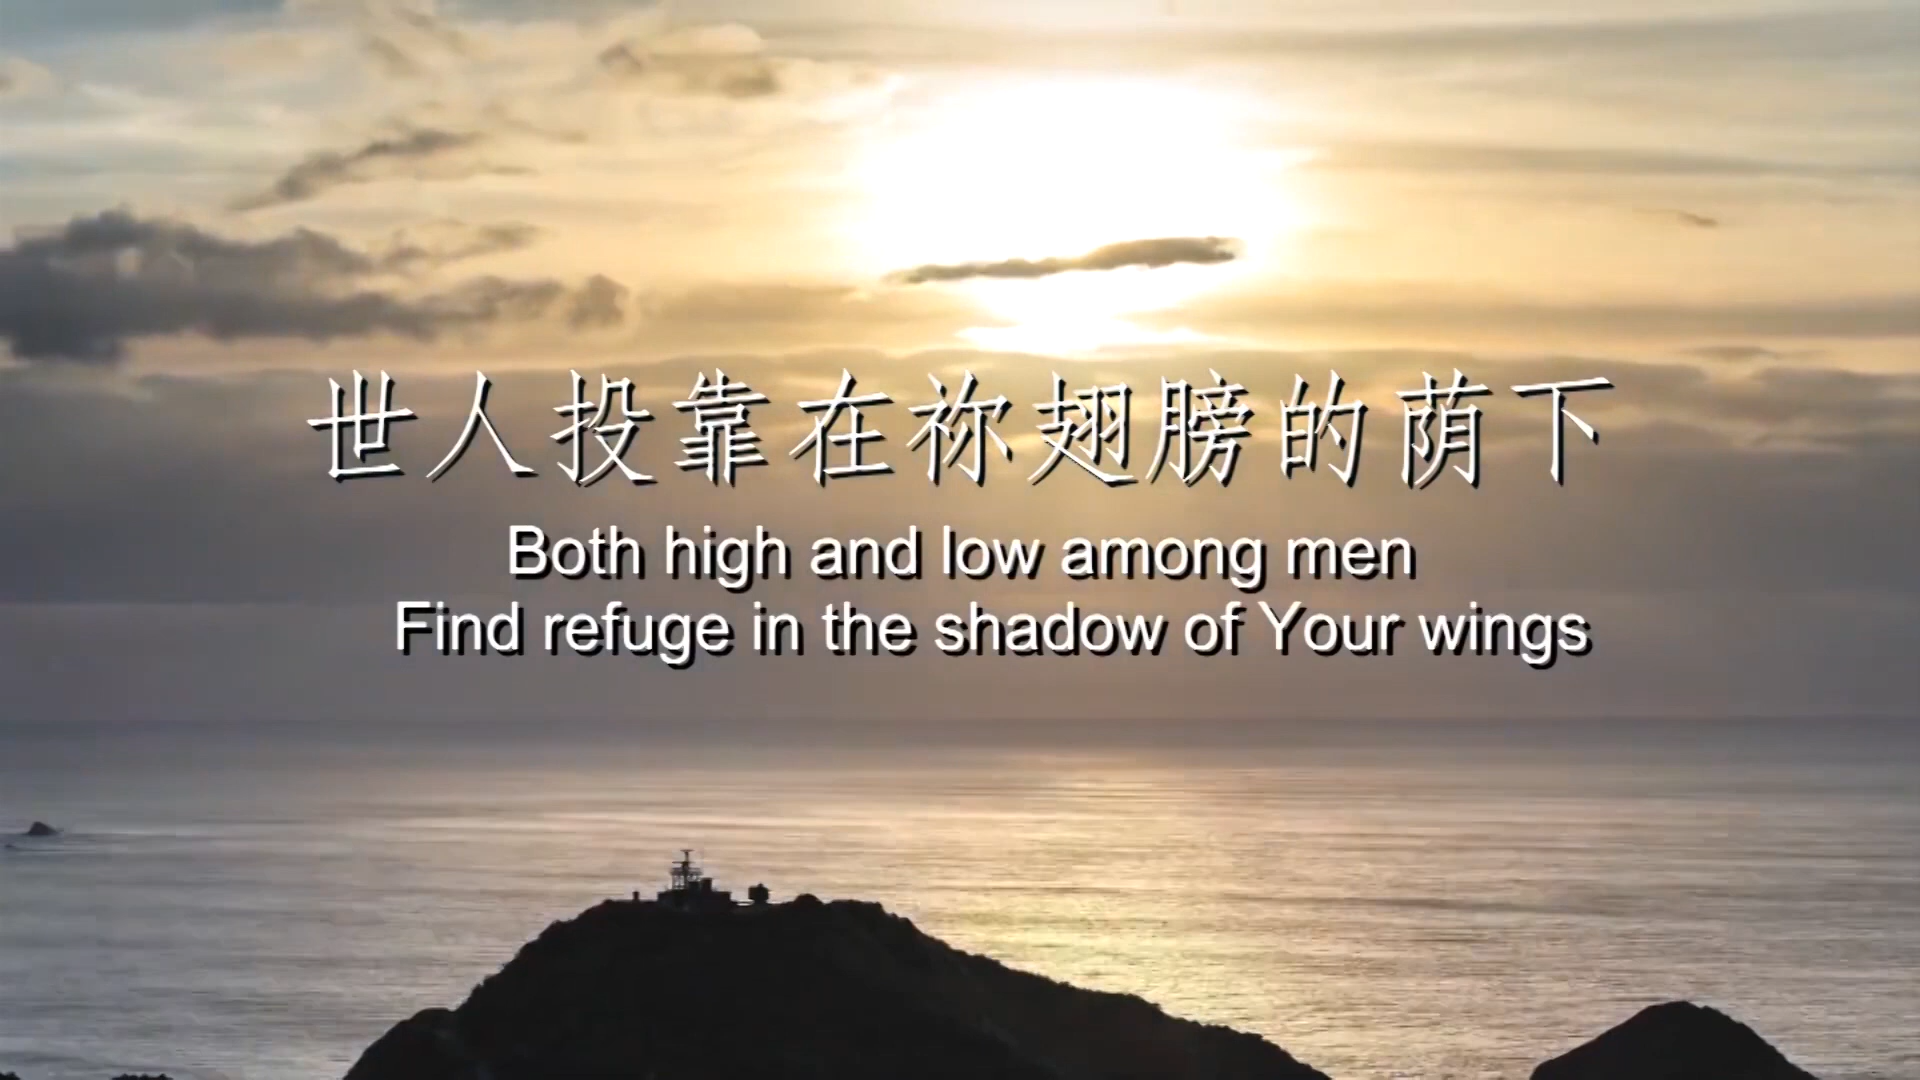 世人投靠在祢翅膀的荫下
Both high and low among men
Find refuge in the shadow of Your wings